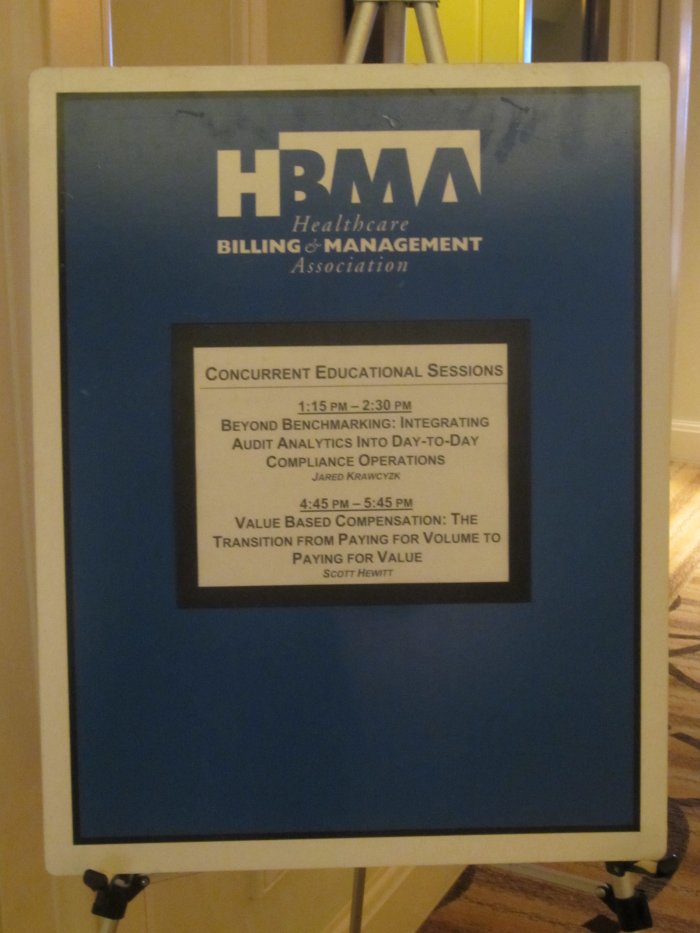 HBMA
Healthcare
BILLING & MANAGEMENT
Association
CONCURRENT EDUCATIONAL SESSIONS
1:15 PM – 2:30 PM
BEYOND BENCHMARKING: INTEGRATING
AUDIT ANALYTICS INTO DAY-TO-DAY
COMPLIANCE OPERATIONS
JARED KRAWCYZK
4:45 PM – 5:45 PM
VALUE BASED COMPENSATION: THE
TRANSITION FROM PAYING FOR VOLUME TO
PAYING FOR VALUE
SCOTT HEWITT